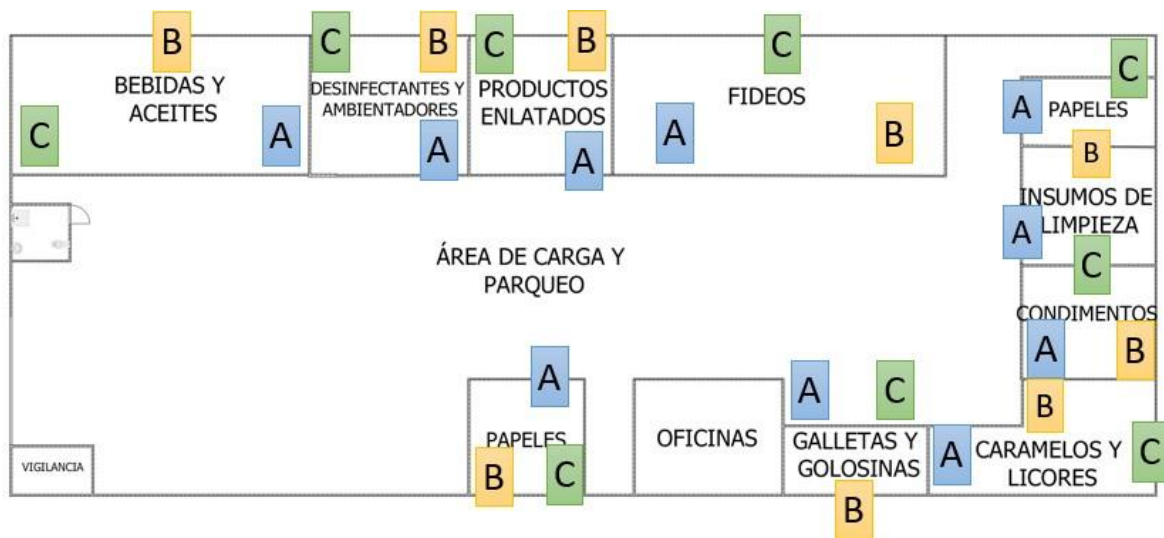 B
C
B
C
B
C
BEBIDAS Y
ACEITES
DESINFECTANTES Y
AMBIENTADORES
PRODUCTOS
ENLATADOS
FIDEOS
C
A
A
A
A
B
C
A
PAPELES
B
INSUMOS DE
LIMPIEZA
A
C
CONDIMENTOS
A
B
ÁREA DE CARGA Y
PARQUEO
A
PAPELES
B
C
OFICINAS
A
C
GALLETAS Y
GOLOSINAS
B
B
A
CARAMELOS Y
LICORES
C
VIGILANCIA